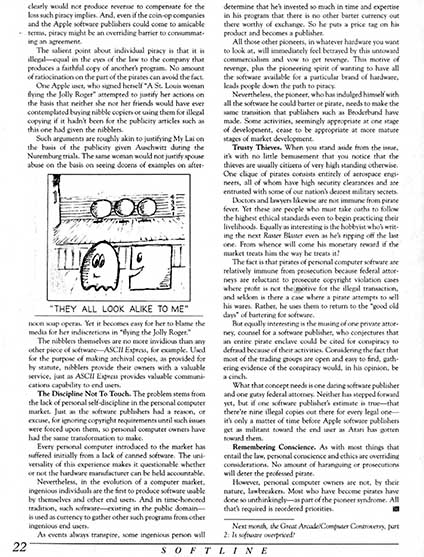 clearly would not produce revenue to compensate for the
loss such piracy implies. And, even if the coin-op companies
and the Apple software publishers could come to amicable
terms, piracy might be an overriding barrier to consummat-
ing an agreement.
The salient point about individual piracy is that it is
illegal—equal in the eyes of the law to the company that
produces a faithful copy of another's program. No amount
of ratiocination on the part of the pirates can avoid the fact.
One Apple user, who signed herself "A St. Louis woman
flying the Jolly Roger" attempted to justify her actions on
the basis that neither she nor her friends would have ever
contemplated buying nibble copiers or using them for illegal
copying if it hadn't been for the publicity articles such as
this one had given the nibblers.
Such arguments are roughly akin to justifying My Lai on
the basis of the publicity given Auschwitz during the
Nuremburg trials. The same woman would not justify spouse
abuse on the basis on seeing dozens of examples on after-
"THEY ALL LOOK ALIKE TO ME"
noon soap operas. Yet it becomes easy for her to blame the
media for her indiscretions in "flying the Jolly Roger."
The nibblers themselves are no more invidious than any
other piece of software—ASCII Express, for example. Used
for the purpose of making archival copies, as provided for
by statute, nibblers provide their owners with a valuable
service, just as ASCII Express provides valuable communi-
cations capability to end users.
The Discipline Not To Touch. The problem stems from
the lack of personal self-discipline in the personal computer
market. Just as the software publishers had a reason, or
excuse, for ignoring copyright requirements until such issues
were forced upon them, so personal computer owners have
had the same transformation to make.
Every personal computer introduced to the market has
suffered initially from a lack of canned software. The uni-
versality of this experience makes it questionable whether
or not the hardware manufacturer can be held accountable.
Nevertheless, in the evolution of a computer market,
ingenious individuals are the first to produce software usable
by themselves and other end users. And in time-honored
tradition, such software—existing in the public domain—
is used as currency to gather other such programs from other
ingenious end users.
As events always transpire, some ingenious person will
determine that he's invested so much in time and expertise
in his program that there is no other barter currency out
there worthy of exchange. So he puts a price tag on his
product and becomes a publisher.
All those other pioneers, in whatever hardware you want
to look at, will immediately feel betrayed by this untoward
commercialism and vow to get revenge. This motive of
revenge, plus the pioneering spirit of wanting to have all
the software available for a particular brand of hardware,
leads people down the path to piracy.
Nevertheless, the pioneer, who has indulged himself with
all the software he could barter or pirate, needs to make the
same transition that publishers such as Brøderbund have
made. Some activities, seemingly appropriate at one stage
of development, cease to be appropriate at more mature
stages of market development.
Trusty Thieves. When you stand aside from the issue,
it's with no little bemusement that you notice that the
thieves are usually citizens of very high standing otherwise.
One clique of pirates consists entirely of aerospace engi-
neers, all of whom have high security clearances and are
entrusted with some of our nation's dearest military secrets.
Doctors and lawyers likewise are not immune from pirate
fever. Yet these are people who must take oaths to follow
the highest ethical standards even to begin practicing their
livelihoods. Equally as interesting is the hobbyist who's writ-
ing the next Raster Blaster even as he's ripping off the last
one. From whence will come his monetary reward if the
market treats him the way he treats it?
The fact is that pirates of personal computer software are
relatively immune from prosecution because federal attor-
neys are reluctant to prosecute copyright violation cases
where profit is not the motive for the illegal transaction,
and seldom is there a case where a pirate attempts to sell
his wares. Rather, he uses them to return to the "good old
days" of bartering for software.
But equally interesting is the musing of one private attor-
ney, counsel for a software publisher, who conjectures that
an entire pirate enclave could be cited for conspiracy to
defraud because of their activities. Considering the fact that
most of the trading groups are open and easy to find, gath-
ering evidence of the conspiracy would, in his opinion, be
a cinch.
What that concept needs is one daring software publisher
and one gutsy federal attorney. Neither has stepped forward
yet, but if one software publisher's estimate is true—that
there're nine illegal copies out there for every legal one—
it's only a matter of time before Apple software publishers
get as militant toward the end user as Atari has gotten
toward them.
Remembering Conscience. As with most things that
entail the law, personal conscience and ethics are overriding
considerations. No amount of haranguing or prosecutions
will deter the professed pirate.
However, personal computer owners are not, by their
nature, lawbreakers. Most who have become pirates have
done so unthinkingly—as part of the pioneer syndrome. All
that's required is reordered priorities.
Next month, the Great Arcade/Computer Controversy, part
2: Is software overpriced?
22
SOFTLINE